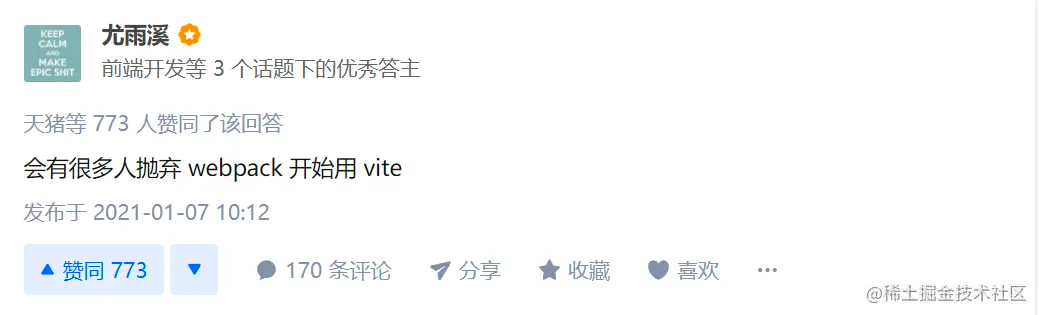 KEEP
CALM
AND
MAKE
EPIC SHIT
尤雨溪
前端开发等 3 个话题下的优秀答主
天猪等 773 人赞同了该回答
会有很多人抛弃 webpack 开始用 vite
发布于 2021-01-07 10:12
赞同 773 170 条评论 分享 收藏 喜欢 ···
@稀土掘金技术社区